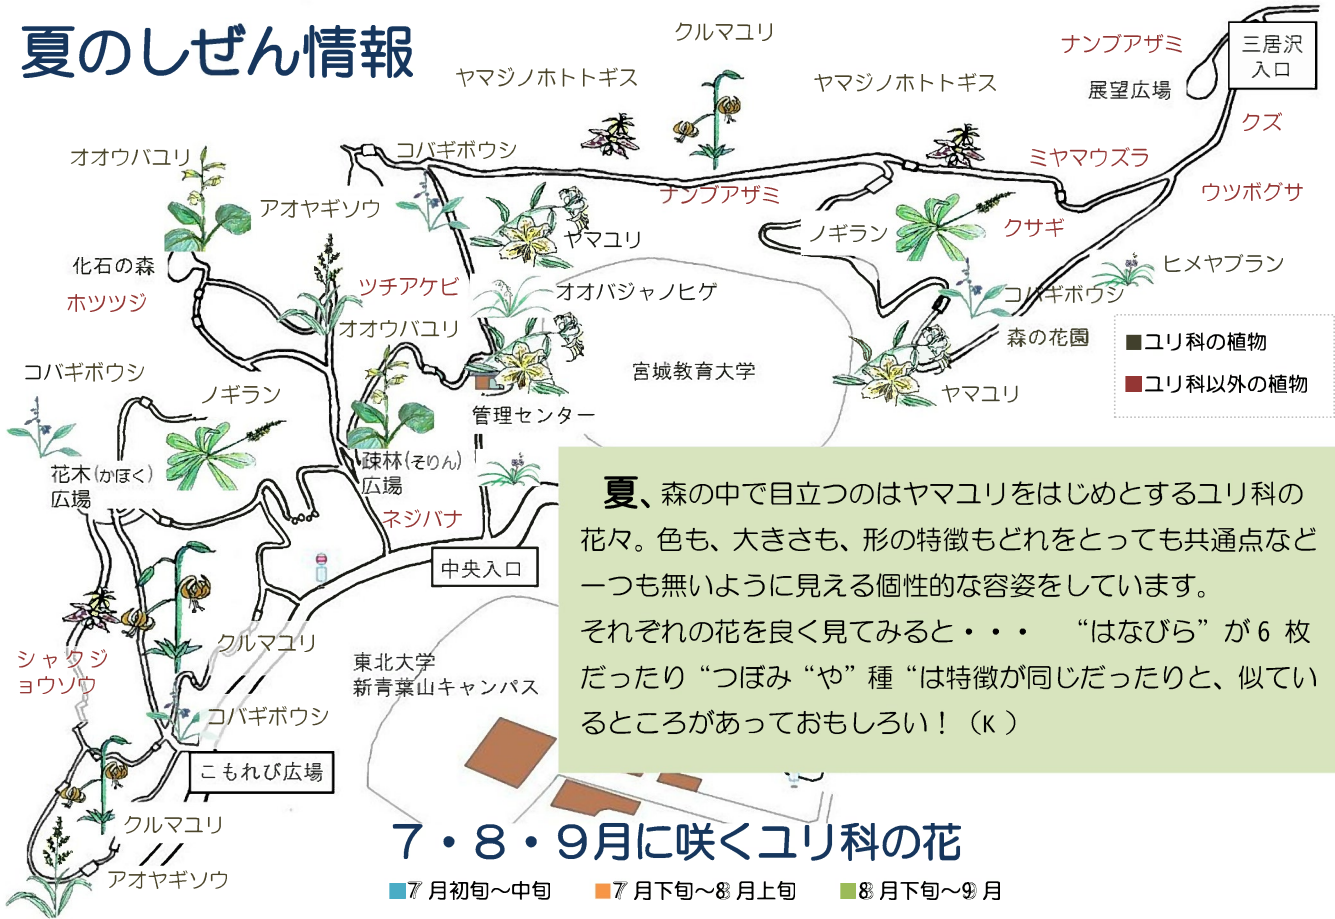 夏のしぜん情報
クルマユリ
ナンブアザミ
三居沢
入口
ヤマジノホトトギス
ヤマジノホトトギス
展望広場
クズ
オオウバユリ
コバギボウシ
ミヤマウズラ
ナンブアザミ
ウツボグサ
アオヤギソウ
ヤマユリ
ノギラン
クサギ
化石の森
ヒメヤブラン
ホツツジ
ツチアケビ
オオバジャノヒゲ
コバギボウシ
オオウバユリ
森の花園
■ユリ科の植物
■ユリ科以外の植物
コバギボウシ
宮城教育大学
ノギラン
ヤマユリ
管理センター
花木(かぼく)
広場
疎林(そりん)
広場
ネジバナ
中央入口
夏、森の中で目立つのはヤマユリをはじめとするユリ科の
花々。色も、大きさも、形の特徴もどれをとっても共通点など
一つも無いように見える個性的な容姿をしています。
それぞれの花を良く見てみると・・・　“はなびら”が6 枚
だったり“つぼみ“や”種“は特徴が同じだったりと、似てい
るところがあっておもしろい！（K）
クルマユリ
シャクジ
ョウソウ
東北大学
新青葉山キャンパス
コバギボウシ
こもれび広場
クルマユリ
アオヤギソウ
７・８・９月に咲くユリ科の花
■7月初旬～中旬 ■7月下旬～8月上旬 ■8月下旬～9月